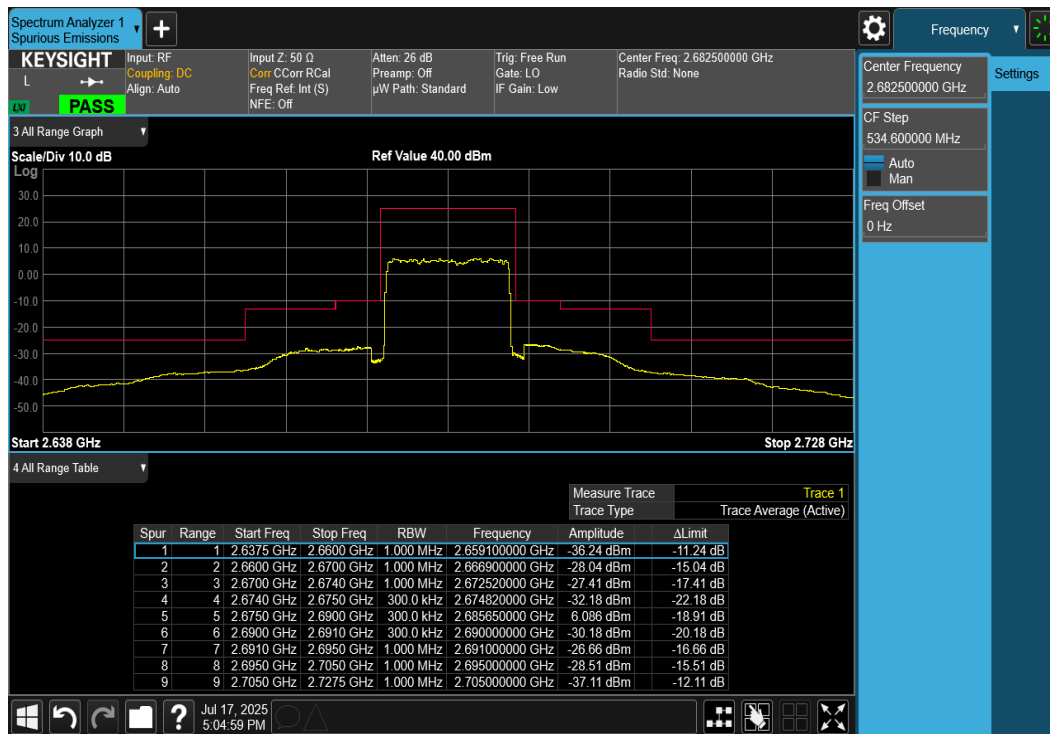 Spectrum Analyzer 1
Spurious Emissions
Frequency
KEYSIGHT
L
LXI
PASS
Input: RF
Coupling: DC
Align: Auto
Input Z: 50 Ω
Corr CCorr RCal
Freq Ref: Int (S)
NFE: Off
Atten: 26 dB
Preamp: Off
µW Path: Standard
Trig: Free Run
Gate: LO
IF Gain: Low
Center Freq: 2.682500000 GHz
Radio Std: None
Center Frequency
2.682500000 GHz
Settings
CF Step
534.600000 MHz
Auto
Man
Freq Offset
0 Hz
3 All Range Graph
Scale/Div 10.0 dB
Ref Value 40.00 dBm
Log
30.0
20.0
10.0
0.00
-10.0
-20.0
-30.0
-40.0
-50.0
Start 2.638 GHz
Stop 2.728 GHz
4 All Range Table
Measure Trace Trace 1
Trace Type Trace Average (Active)
Spur Range Start Freq Stop Freq RBW Frequency Amplitude ΔLimit
1 1 2.6375 GHz 2.6600 GHz 1.000 MHz 2.659100000 GHz -36.24 dBm -11.24 dB
2 2 2.6600 GHz 2.6700 GHz 1.000 MHz 2.666900000 GHz -28.04 dBm -15.04 dB
3 3 2.6700 GHz 2.6740 GHz 1.000 MHz 2.672520000 GHz -27.41 dBm -17.41 dB
4 4 2.6740 GHz 2.6750 GHz 300.0 kHz 2.674820000 GHz -32.18 dBm -22.18 dB
5 5 2.6750 GHz 2.6900 GHz 300.0 kHz 2.685650000 GHz 6.086 dBm -18.91 dB
6 6 2.6900 GHz 2.6910 GHz 300.0 kHz 2.690000000 GHz -30.18 dBm -20.18 dB
7 7 2.6910 GHz 2.6950 GHz 1.000 MHz 2.691000000 GHz -26.66 dBm -16.66 dB
8 8 2.6950 GHz 2.7050 GHz 1.000 MHz 2.695000000 GHz -28.51 dBm -15.51 dB
9 9 2.7050 GHz 2.7275 GHz 1.000 MHz 2.705000000 GHz -37.11 dBm -12.11 dB
Jul 17, 2025
5:04:59 PM